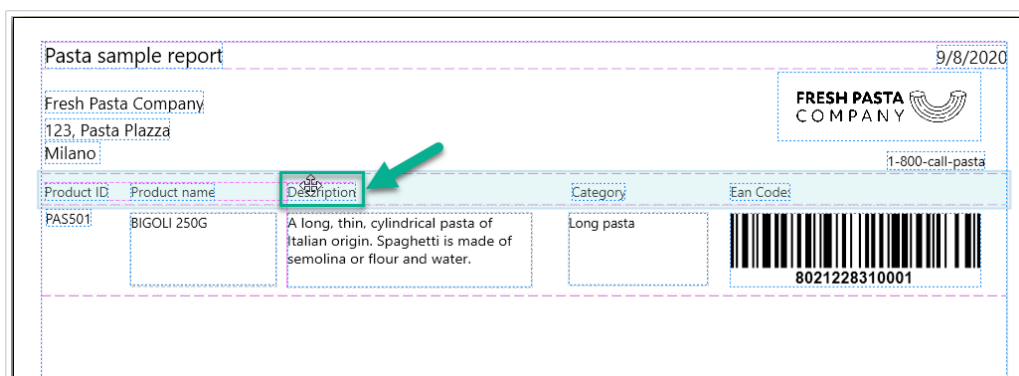 Pasta sample report
9/8/2020
Fresh Pasta Company
123, Pasta Plazza
Milano
FRESH PASTA
COMPANY
1-800-call-pasta
Product ID Product name Description Category Ean Code:
PAS501 BIGOLI 250G A long, thin, cylindrical pasta of Long pasta
Italian origin. Spaghetti is made of
semolina or flour and water.
8021228310001